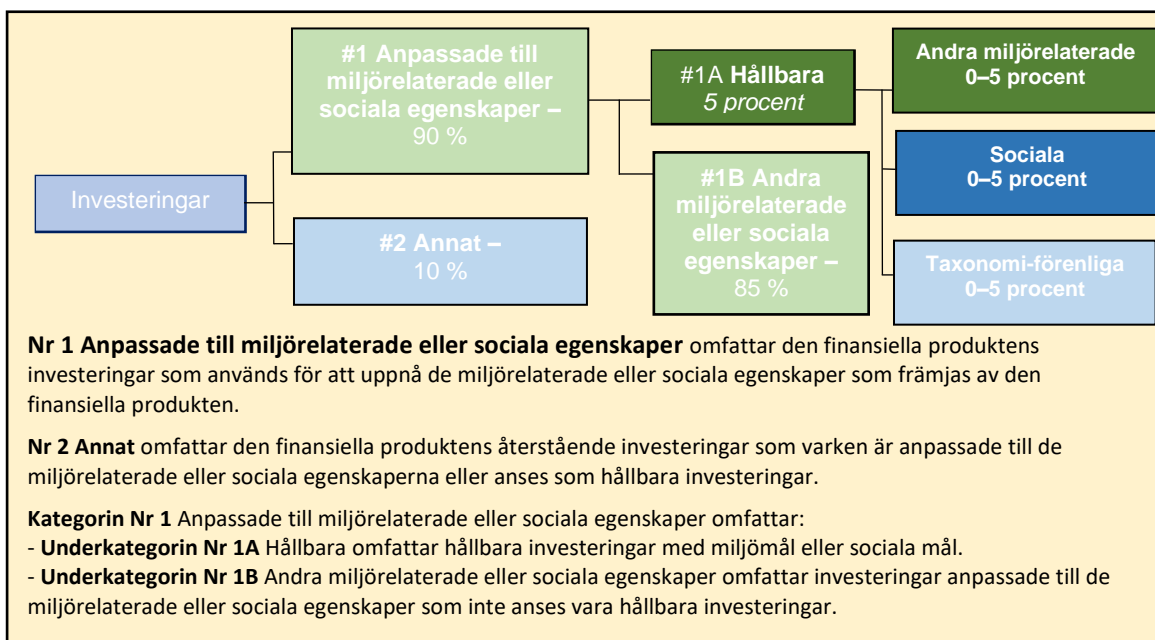 #1 Anpassade till
miljörelaterade eller
sociala egenskaper –
90 %
#1A Hållbara
5 procent
Andra miljörelaterade
0–5 procent
Investeringar
#2 Annat –
10 %
#1B Andra
miljörelaterade
eller sociala
egenskaper –
85 %
Sociala
0–5 procent
Taxonomi-förenliga
0–5 procent
Nr 1 Anpassade till miljörelaterade eller sociala egenskaper omfattar den finansiella produktens
investeringar som används för att uppnå de miljörelaterade eller sociala egenskaper som främjas av den
finansiella produkten.
Nr 2 Annat omfattar den finansiella produktens återstående investeringar som varken är anpassade till de
miljörelaterade eller sociala egenskaperna eller anses som hållbara investeringar.
Kategorin Nr 1 Anpassade till miljörelaterade eller sociala egenskaper omfattar:
- Underkategorin Nr 1A Hållbara omfattar hållbara investeringar med miljömål eller sociala mål.
- Underkategorin Nr 1B Andra miljörelaterade eller sociala egenskaper omfattar investeringar anpassade till de
miljörelaterade eller sociala egenskaper som inte anses vara hållbara investeringar.